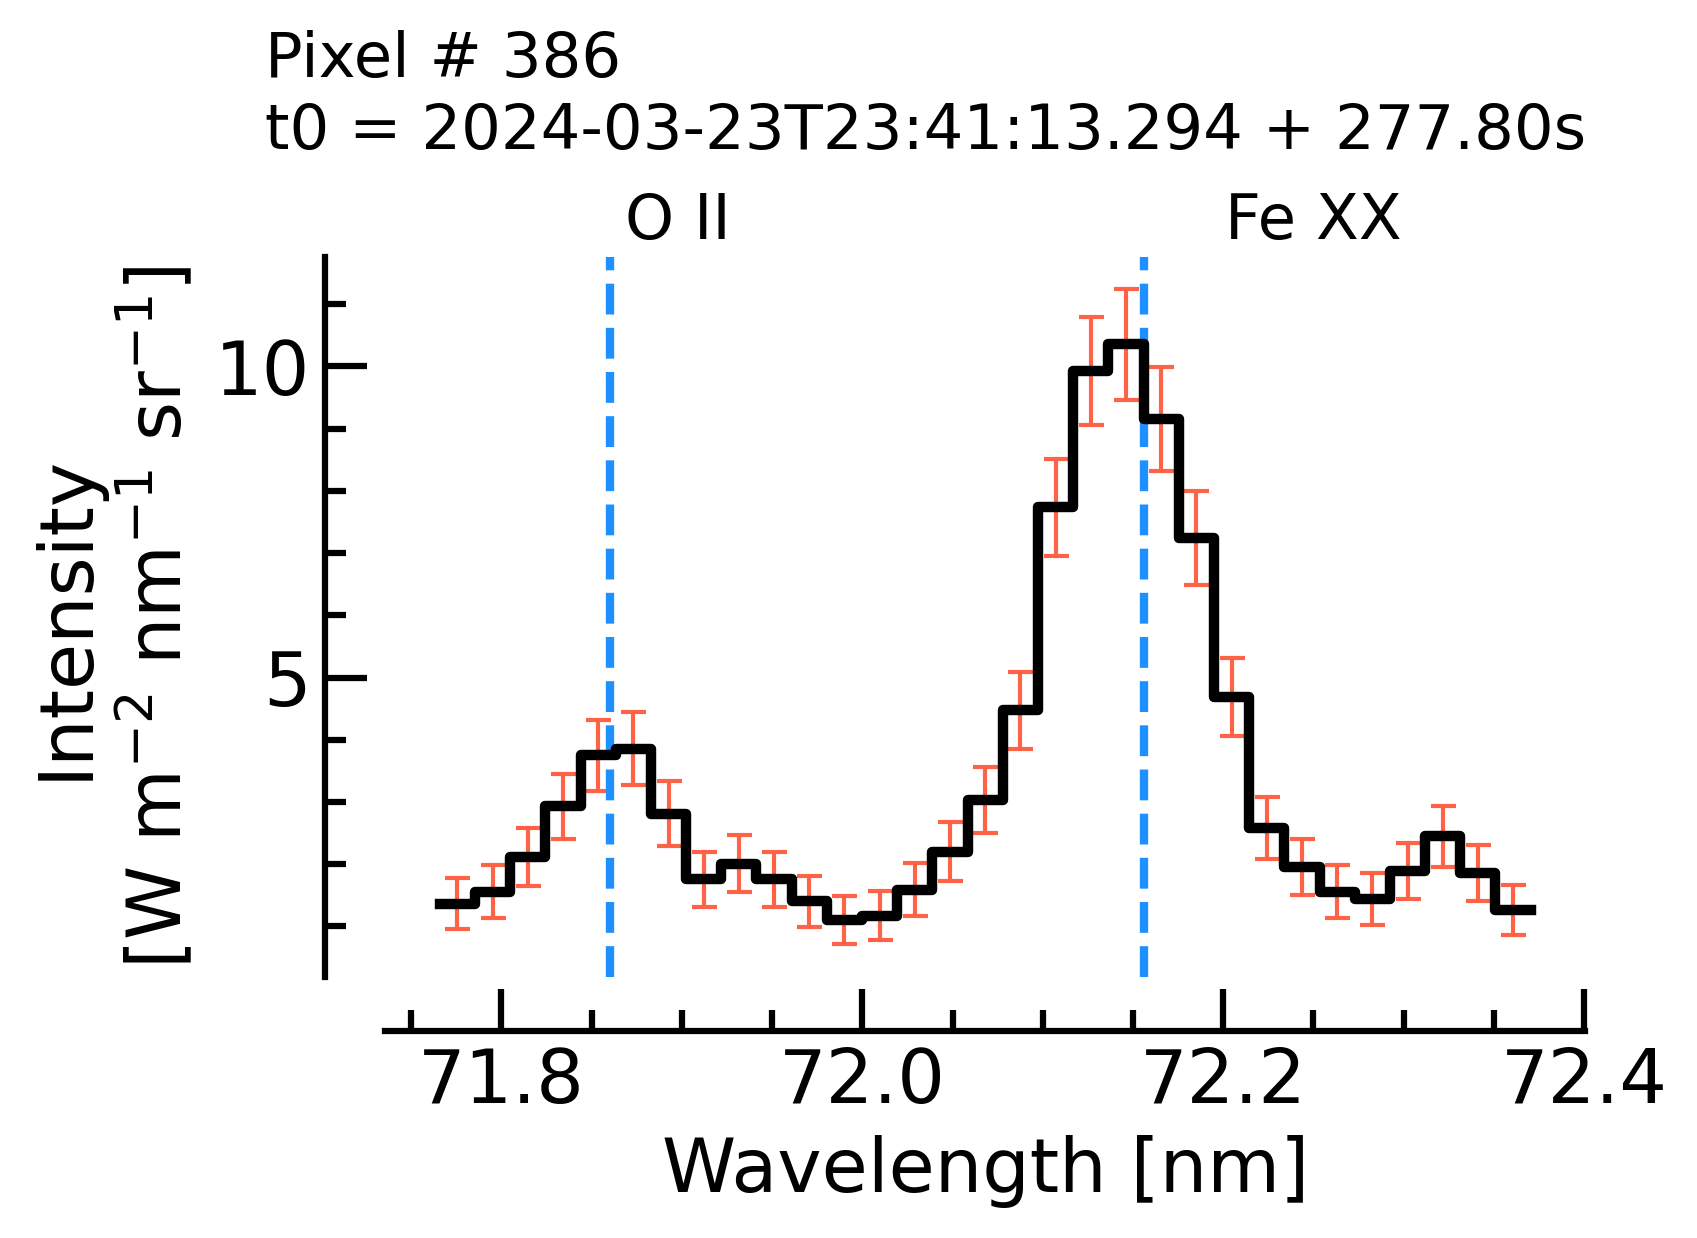 Pixel # 386
t0 = 2024-03-23T23:41:13.294 + 277.80s
O II
Fe XX
Intensity
[W m⁻² nm⁻¹ sr⁻¹]
10
5
71.8
72.0
72.2
72.4
Wavelength [nm]